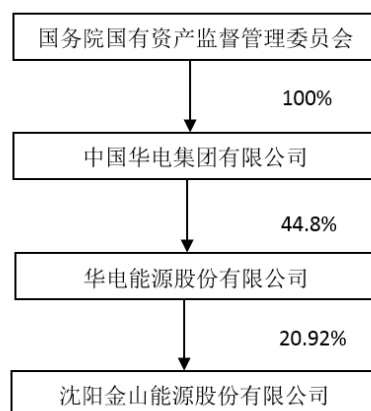 国务院国有资产监督管理委员会
100%
中国华电集团有限公司
44.8%
华电能源股份有限公司
20.92%
沈阳金山能源股份有限公司